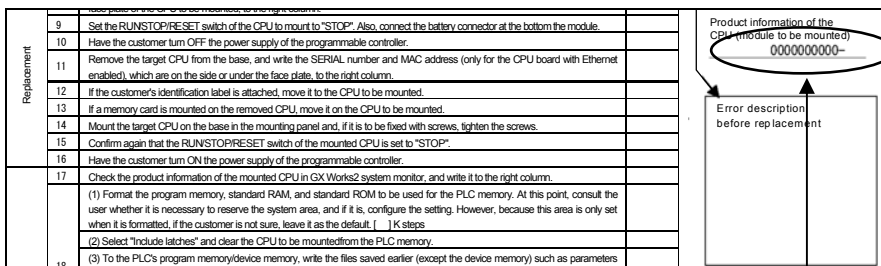 face plate of the CPU to be mounted, to the right column.
9 Set the RUN/STOP/RESET switch of the CPU to mount to "STOP". Also, connect the battery connector at the bottom the module.
10 Have the customer turn OFF the power supply of the programmable controller.
11 Remove the target CPU from the base, and write the SERIAL number and MAC address (only for the CPU board with Ethernet
enabled), which are on the side or under the face plate, to the right column.
12 If the customer's identification label is attached, move it to the CPU to be mounted.
13 If a memory card is mounted on the removed CPU, move it on the CPU to be mounted.
14 Mount the target CPU on the base in the mounting panel and, if it is to be fixed with screws, tighten the screws.
15 Confirm again that the RUN/STOP/RESET switch of the mounted CPU is set to "STOP".
16 Have the customer turn ON the power supply of the programmable controller.
Replacement
17 Check the product information of the mounted CPU in GX Works2 system monitor, and write it to the right column.
(1) Format the program memory, standard RAM, and standard ROM to be used for the PLC memory. At this point, consult the
user whether it is necessary to reserve the system area, and if it is, configure the setting. However, because this area is only set
when it is formatted, if the customer is not sure, leave it as the default. [ ] K steps
(2) Select "Include latches" and clear the CPU to be mountedfrom the PLC memory.
18 (3) To the PLC's program memory/device memory, write the files saved earlier (except the device memory) such as parameters
Product information of the
CPU (module to be mounted)
0000000000-
Error description
before replacement